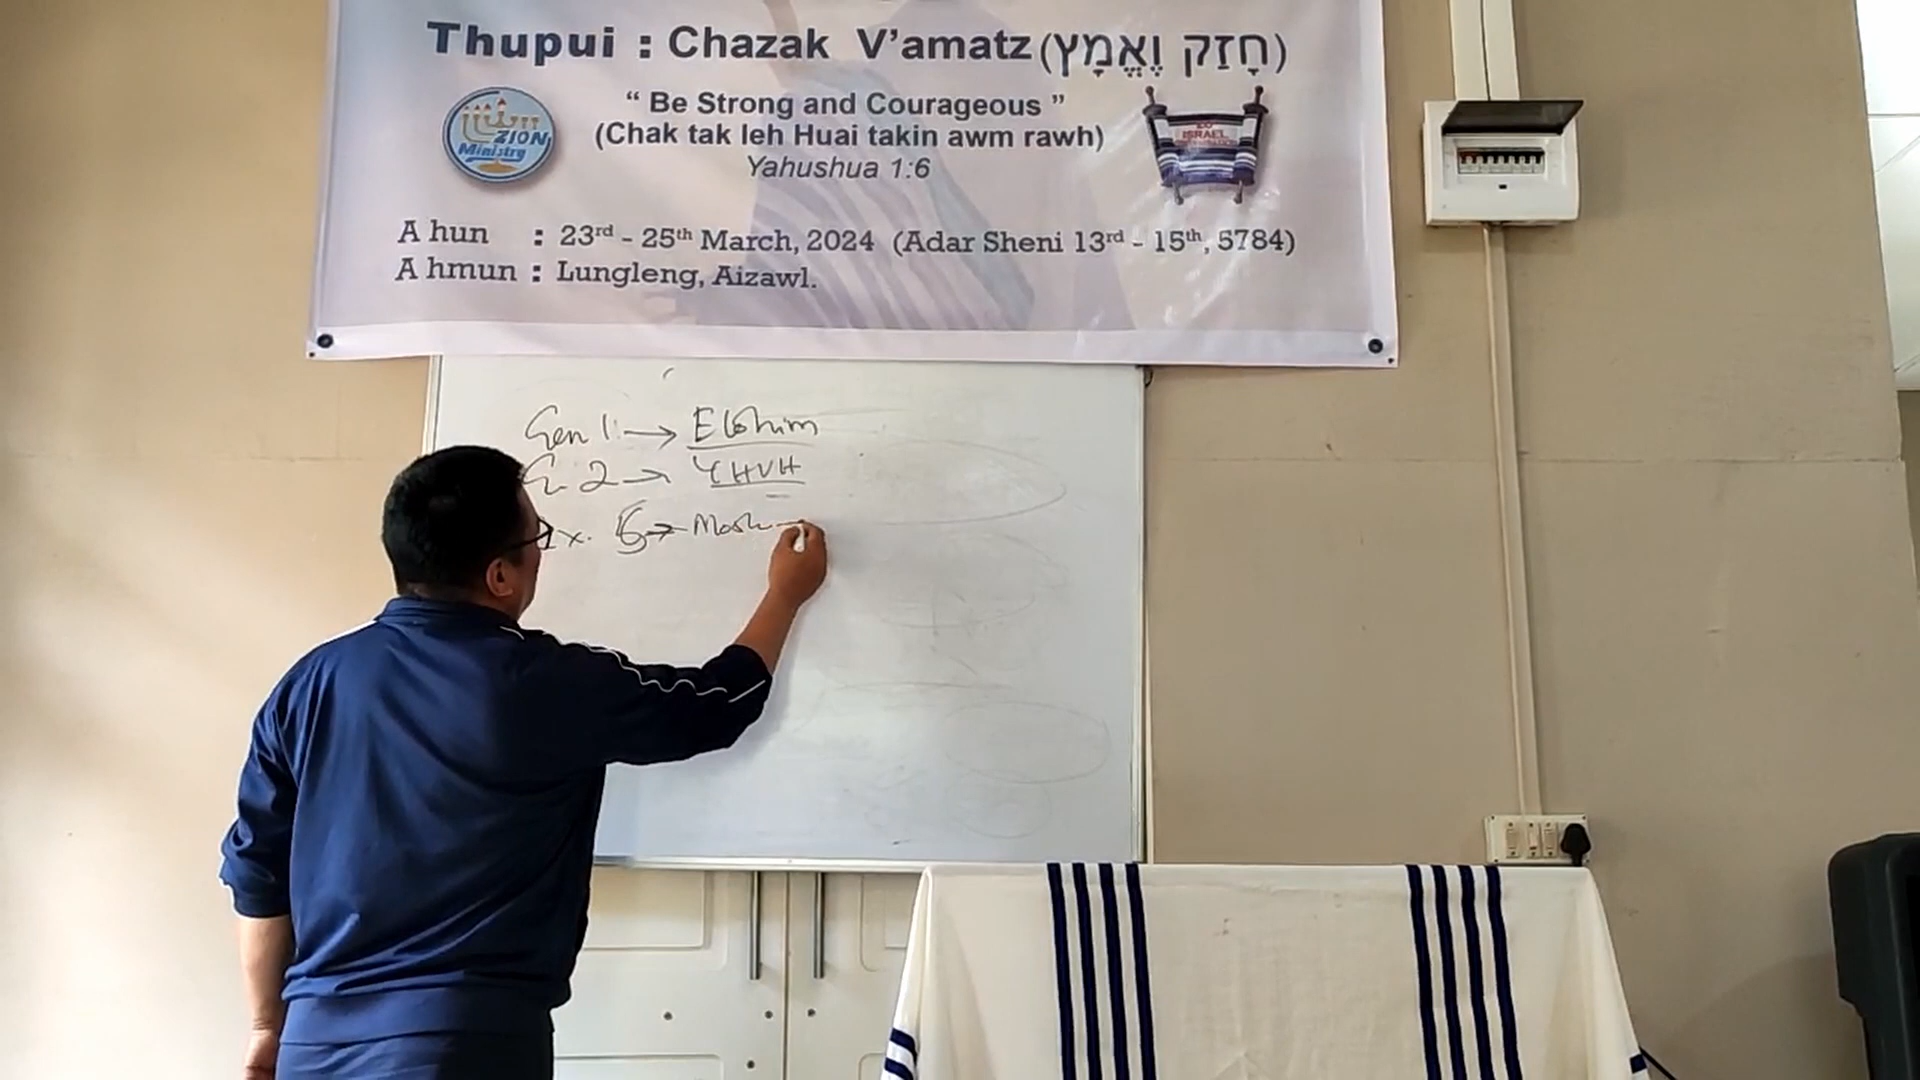 Thupui : Chazak V'amatz (חָזַק וֶאֱמָץ)
“ Be Strong and Courageous ”
(Chak tak leh Huai takin awm rawh)
Yahushua 1:6
ZION
Ministry
ISRAEL
A hun : 23rd - 25th March, 2024 (Adar Sheni 13rd - 15th, 5784)
A hmun : Lungleng, Aizawl.
Gen 1: → Elohim
G 2 → YHVH
Ex. 6 → Moshe